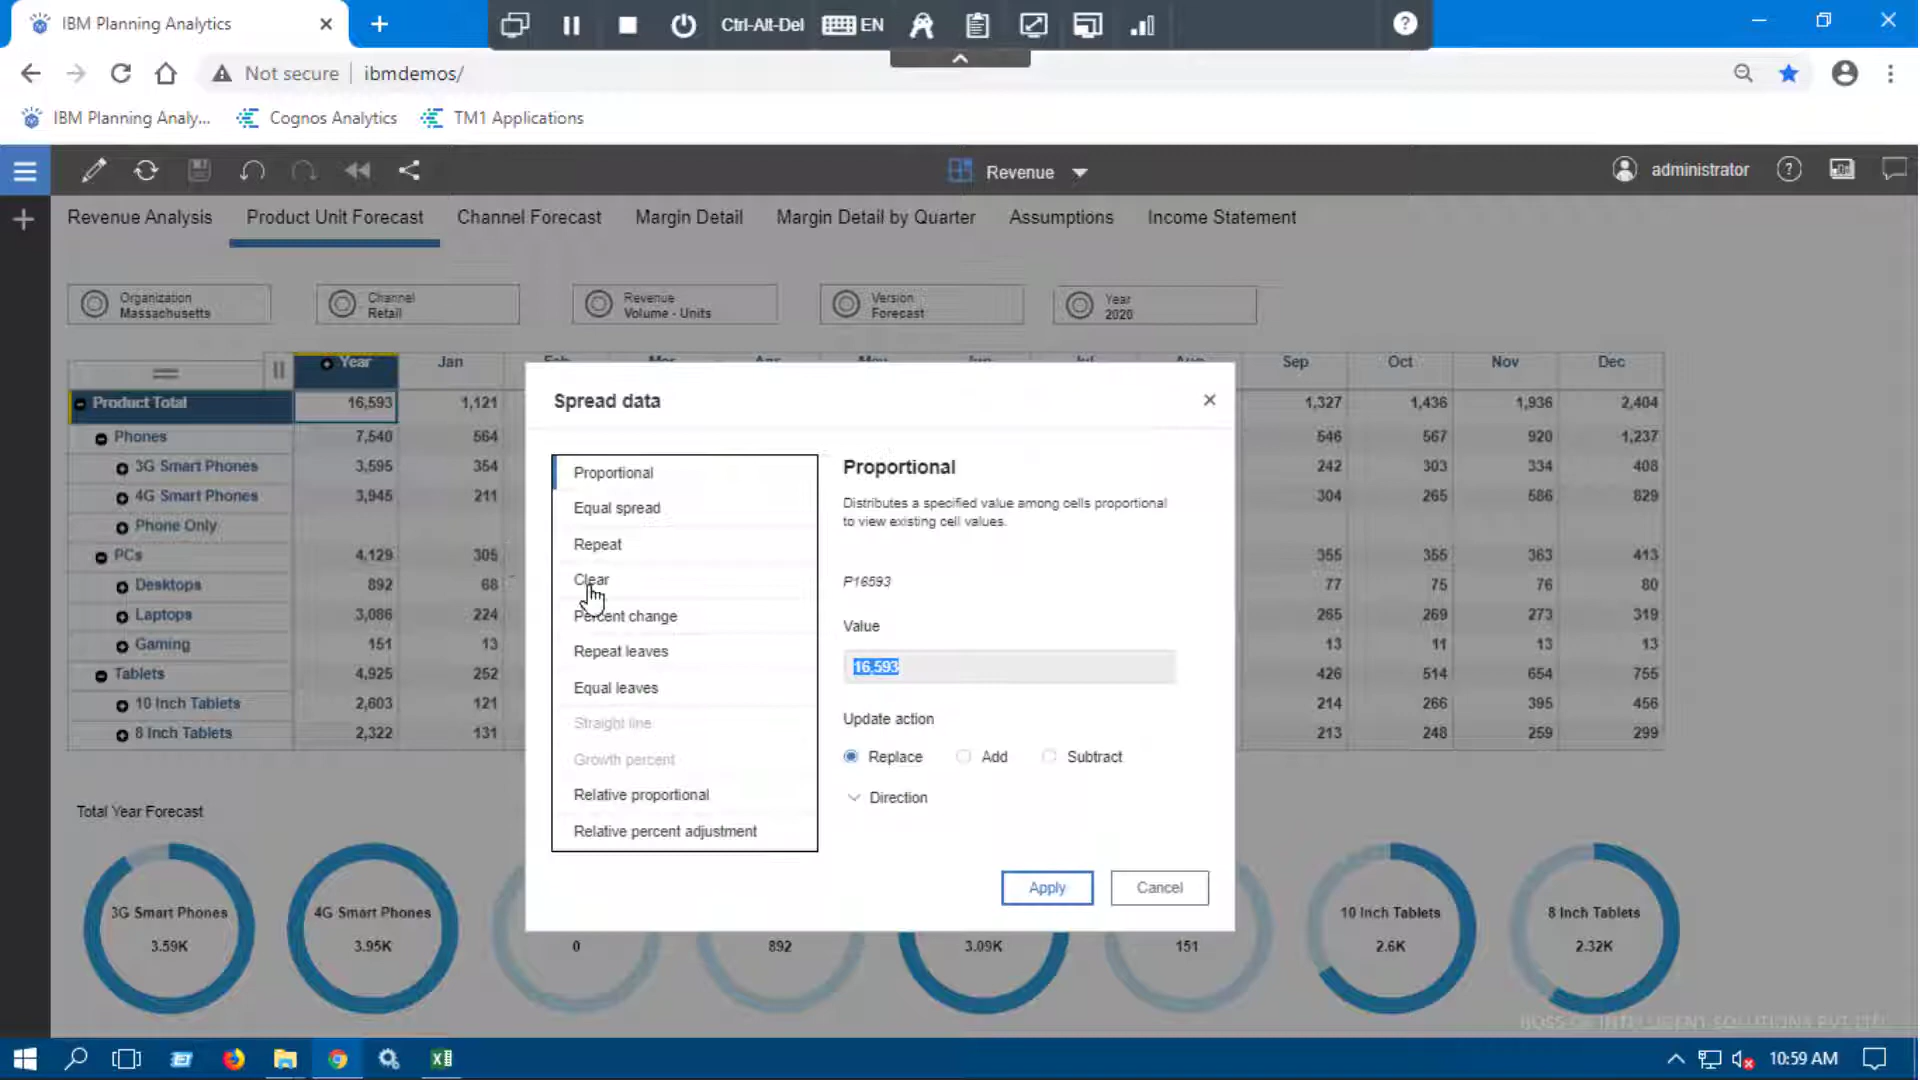 IBM Planning Analytics
Ctrl-Alt-Del
EN
Not secure
ibmdemos/
IBM Planning Analy...
Cognos Analytics
TM1 Applications
Revenue
administrator
Revenue Analysis
Product Unit Forecast
Channel Forecast
Margin Detail
Margin Detail by Quarter
Assumptions
Income Statement
Organization
Massachusetts
Channel
Retail
Revenue
Volume - Units
Version
Forecast
Year
2020
Year Jan Feb Mar Apr May Jun Jul Aug Sep Oct Nov Dec
Product Total 16,593 1,121 1,327 1,436 1,936 2,404
Phones 7,540 564 546 567 920 1,237
3G Smart Phones 3,595 354 242 303 334 408
4G Smart Phones 3,945 211 304 265 586 829
Phone Only
PCs 4,129 305 355 355 363 413
Desktops 892 68 77 75 76 80
Laptops 3,086 224 265 269 273 319
Gaming 151 13 13 11 13 13
Tablets 4,925 252 426 514 654 755
10 Inch Tablets 2,603 121 214 266 395 456
8 Inch Tablets 2,322 131 213 248 259 299
Spread data
Proportional
Equal spread
Repeat
Clear
Percent change
Repeat leaves
Equal leaves
Straight line
Growth percent
Relative proportional
Relative percent adjustment
Proportional
Distributes a specified value among cells proportional
to view existing cell values.
P16593
Value
16,593
Update action
Replace
Add
Subtract
Direction
Apply
Cancel
Total Year Forecast
3G Smart Phones
3.59K
4G Smart Phones
3.95K
0
892
3.09K
151
10 Inch Tablets
2.6K
8 Inch Tablets
2.32K
10:59 AM